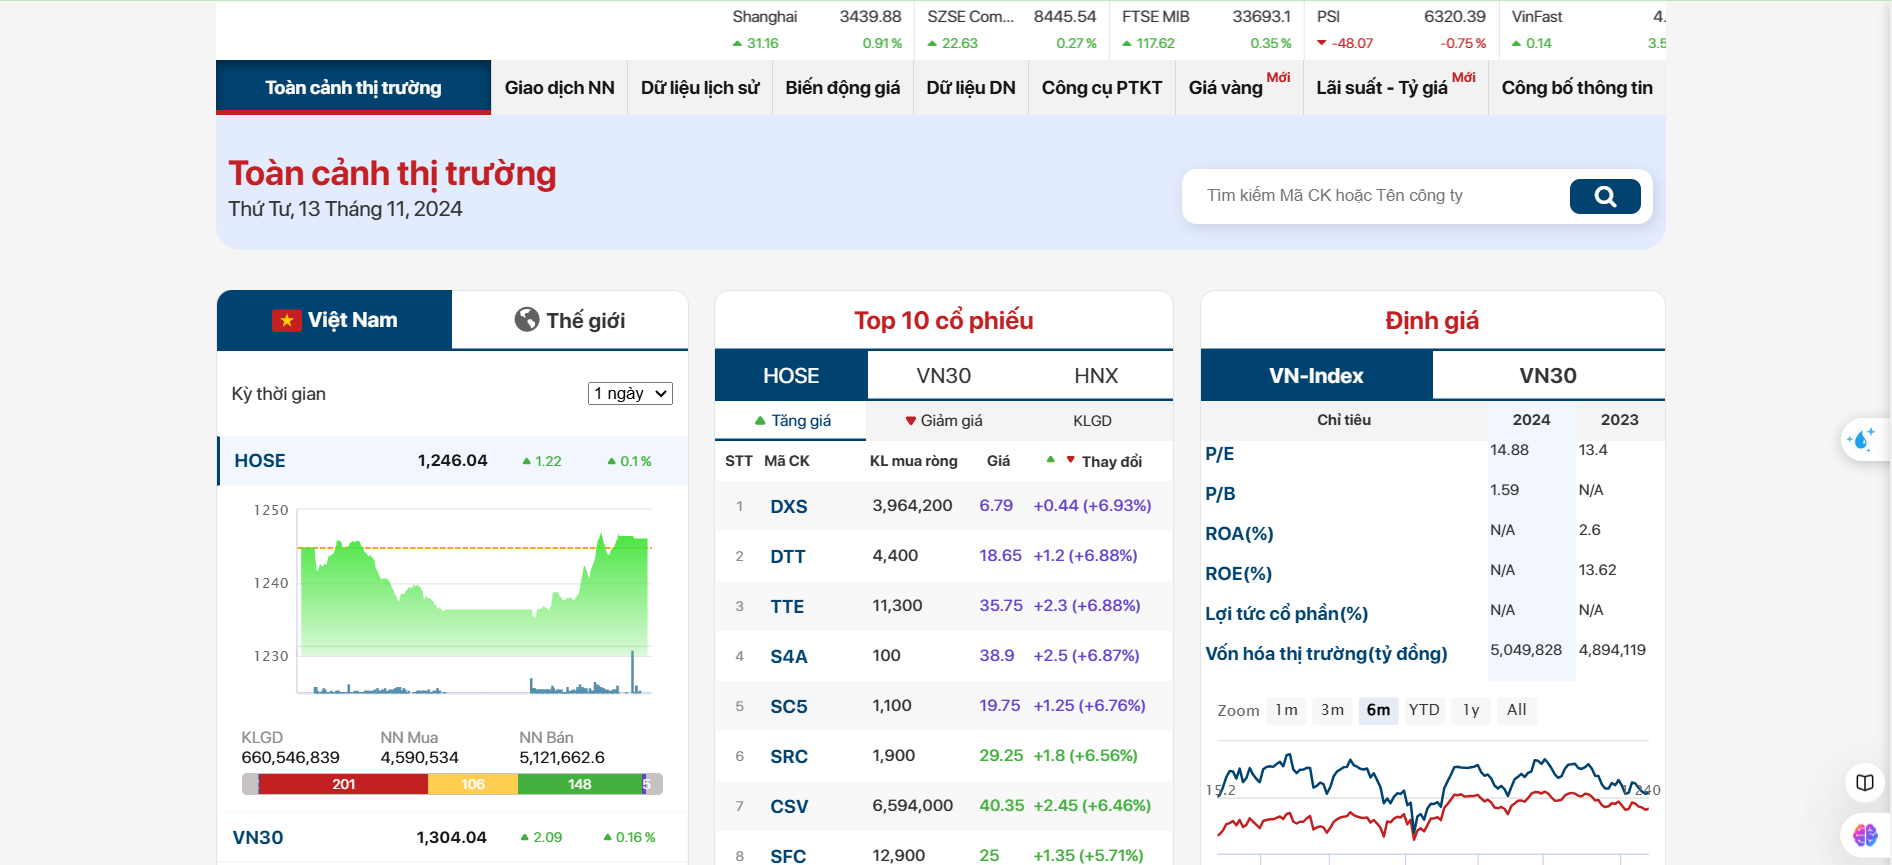 Shanghai 3439.88 SZSE Com... 8445.54 FTSE MIB 33693.1 PSI 6320.39 VinFast 4.
31.16 0.91 % 22.63 0.27 % 117.62 0.35 % -48.07 -0.75 % 0.14 3.5
Toàn cảnh thị trường Giao dịch NN Dữ liệu lịch sử Biến động giá Dữ liệu DN Công cụ PTKT Giá vàng Mới Lãi suất - Tỷ giá Mới Công bố thông tin
Toàn cảnh thị trường
Thứ Tư, 13 Tháng 11, 2024
Tìm kiếm Mã CK hoặc Tên công ty
Việt Nam Thế giới
Kỳ thời gian 1 ngày
HOSE 1,246.04 1.22 0.1 %
1250
1240
1230
KLGD NN Mua NN Bán
660,546,839 4,590,534 5,121,662.6
201 106 148 5
VN30 1,304.04 2.09 0.16 %
Top 10 cổ phiếu
HOSE VN30 HNX
Tăng giá Giảm giá KLGD
STT Mã CK KL mua ròng Giá Thay đổi
1 DXS 3,964,200 6.79 +0.44 (+6.93%)
2 DTT 4,400 18.65 +1.2 (+6.88%)
3 TTE 11,300 35.75 +2.3 (+6.88%)
4 S4A 100 38.9 +2.5 (+6.87%)
5 SC5 1,100 19.75 +1.25 (+6.76%)
6 SRC 1,900 29.25 +1.8 (+6.56%)
7 CSV 6,594,000 40.35 +2.45 (+6.46%)
8 SFC 12,900 25 +1.35 (+5.71%)
Định giá
VN-Index VN30
Chỉ tiêu 2024 2023
P/E 14.88 13.4
P/B 1.59 N/A
ROA(%) N/A 2.6
ROE(%) N/A 13.62
Lợi tức cổ phần(%) N/A N/A
Vốn hóa thị trường(tỷ đồng) 5,049,828 4,894,119
Zoom 1m 3m 6m YTD 1y All
15.2 1,240